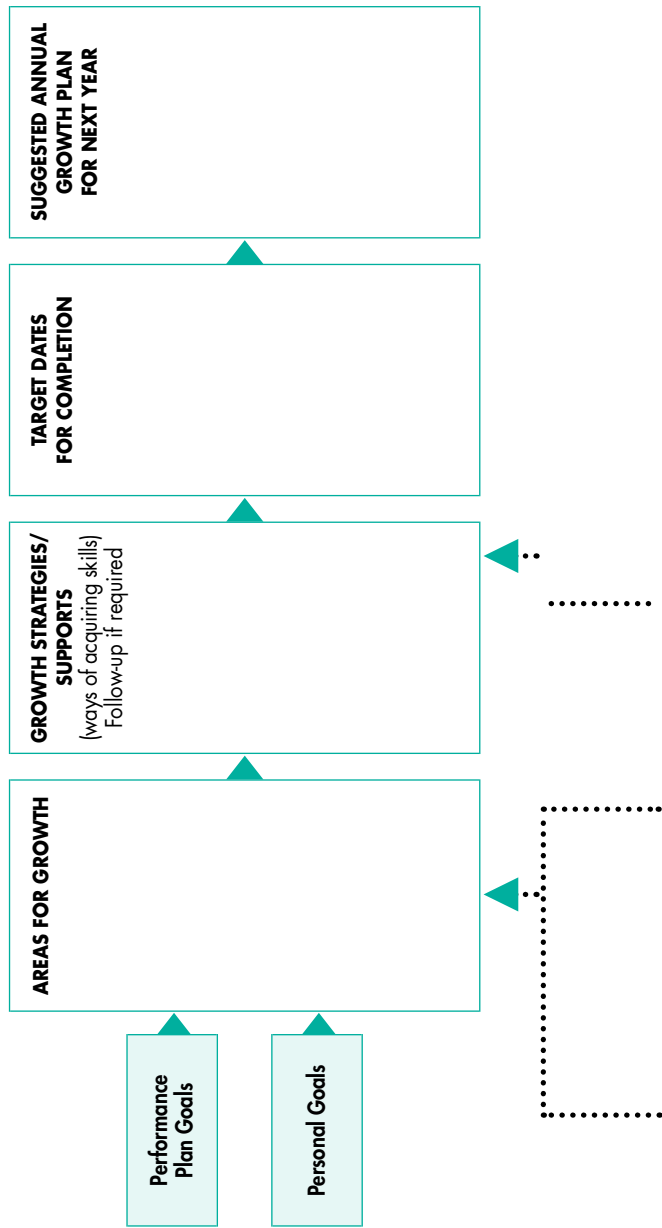 Performance
Plan Goals
Personal Goals
AREAS FOR GROWTH
GROWTH STRATEGIES/
SUPPORTS
(ways of acquiring skills)
Follow-up if required
TARGET DATES
FOR COMPLETION
SUGGESTED ANNUAL
GROWTH PLAN
FOR NEXT YEAR